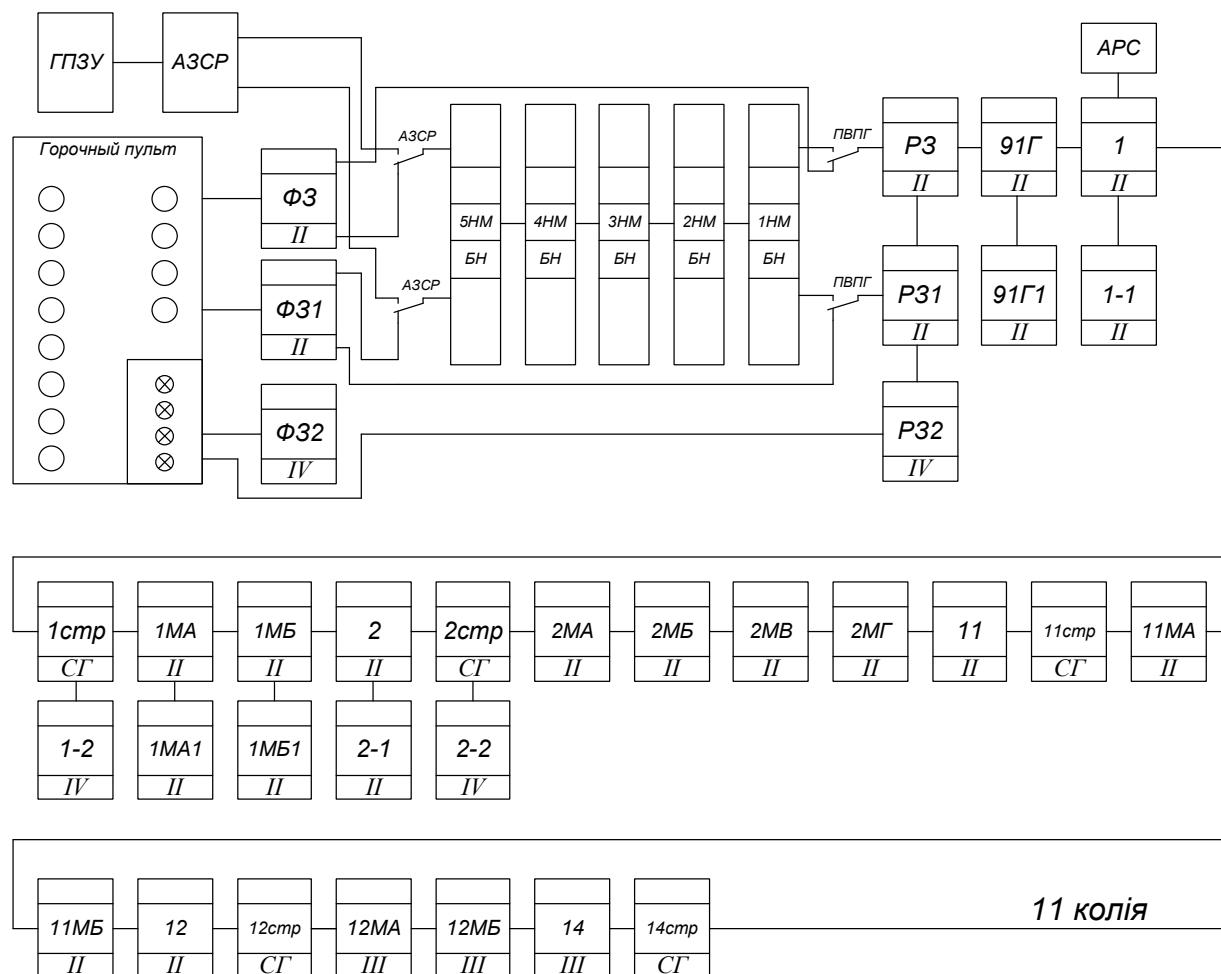 ГПЗУ
АЗСР
АРС
Горочный пульт
АЗСР
ПВПГ
ФЗ
II
РЗ
II
91Г
II
1
II
5НМ
БН
4НМ
БН
3НМ
БН
2НМ
БН
1НМ
БН
АЗСР
ПВПГ
ФЗ1
II
РЗ1
II
91Г1
II
1-1
II
ФЗ2
IV
РЗ2
IV
1стр
СГ
1МА
II
1МБ
II
2
II
2стр
СГ
2МА
II
2МБ
II
2МВ
II
2МГ
II
11
II
11стр
СГ
11МА
II
1-2
IV
1МА1
II
1МБ1
II
2-1
II
2-2
IV
11МБ
II
12
II
12стр
СГ
12МА
III
12МБ
III
14
III
14стр
СГ
11 колія